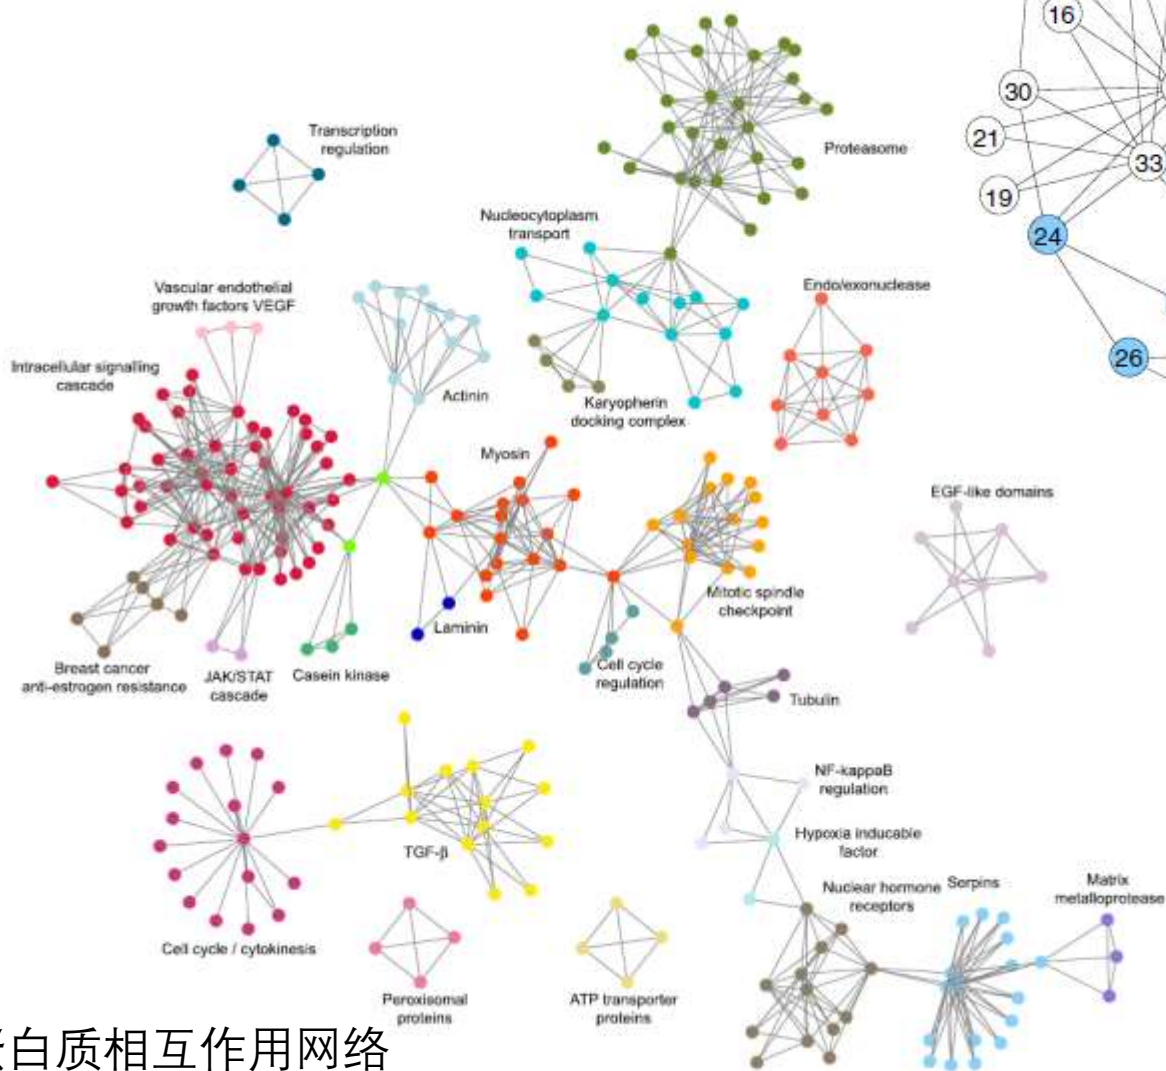 16
30
21
33
19
24
26
Transcription
regulation
Proteasome
Nucleocytoplasm
transport
Vascular endothelial
growth factors VEGF
Endo/exonuclease
Intracellular signalling
cascade
Actinin
Karyopherin
docking complex
Myosin
EGF-like domains
Mitotic spindle
checkpoint
Laminin
Breast cancer
anti-estrogen resistance
JAK/STAT
cascade
Casein kinase
Cell cycle
regulation
Tubulin
NF-kappaB
regulation
TGF-β
Hypoxia inducable
factor
Nuclear hormone
receptors
Serpins
Matrix
metalloprotease
Cell cycle / cytokinesis
Peroxisomal
proteins
ATP transporter
proteins
白质相互作用网络